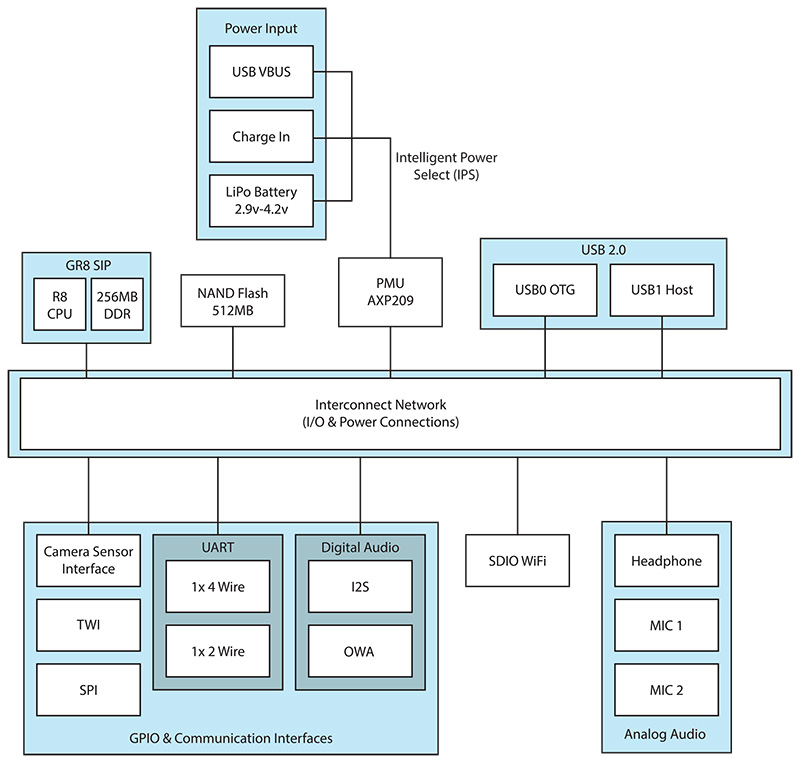 Power Input
USB VBUS
Charge In
LiPo Battery
2.9v-4.2v
Intelligent Power
Select (IPS)
GR8 SIP
R8
CPU
256MB
DDR
NAND Flash
512MB
PMU
AXP209
USB 2.0
USB0 OTG
USB1 Host
Interconnect Network
(I/O & Power Connections)
Camera Sensor
Interface
TWI
SPI
UART
1x 4 Wire
1x 2 Wire
Digital Audio
I2S
OWA
GPIO & Communication Interfaces
SDIO WiFi
Headphone
MIC 1
MIC 2
Analog Audio